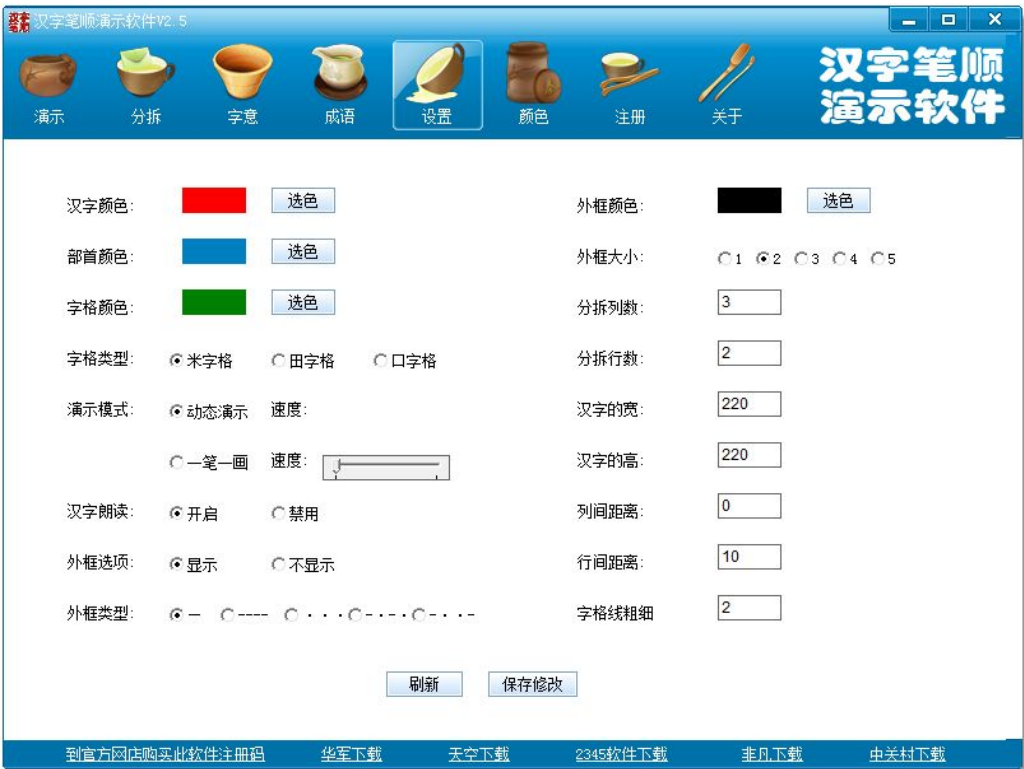 汉字笔顺演示软件V2.5
演示 分拆 字意 成语 设置 颜色 注册 关于
汉字笔顺
演示软件
汉字颜色: 选色 外框颜色: 选色
部首颜色: 选色 外框大小: 1 2 3 4 5
字格颜色: 选色 分拆列数: 3
字格类型: 米字格 田字格 口字格 分拆行数: 2
演示模式: 动态演示 速度: 汉字的宽: 220
一笔一画 速度: 汉字的高: 220
汉字朗读: 开启 禁用 列间距离: 0
外框选项: 显示 不显示 行间距离: 10
外框类型: — ---- ··· -·-· -··- 字格线粗细 2
刷新 保存修改
到官方网店购买此软件注册码 华军下载 天空下载 2345软件下载 非凡下载 中关村下载